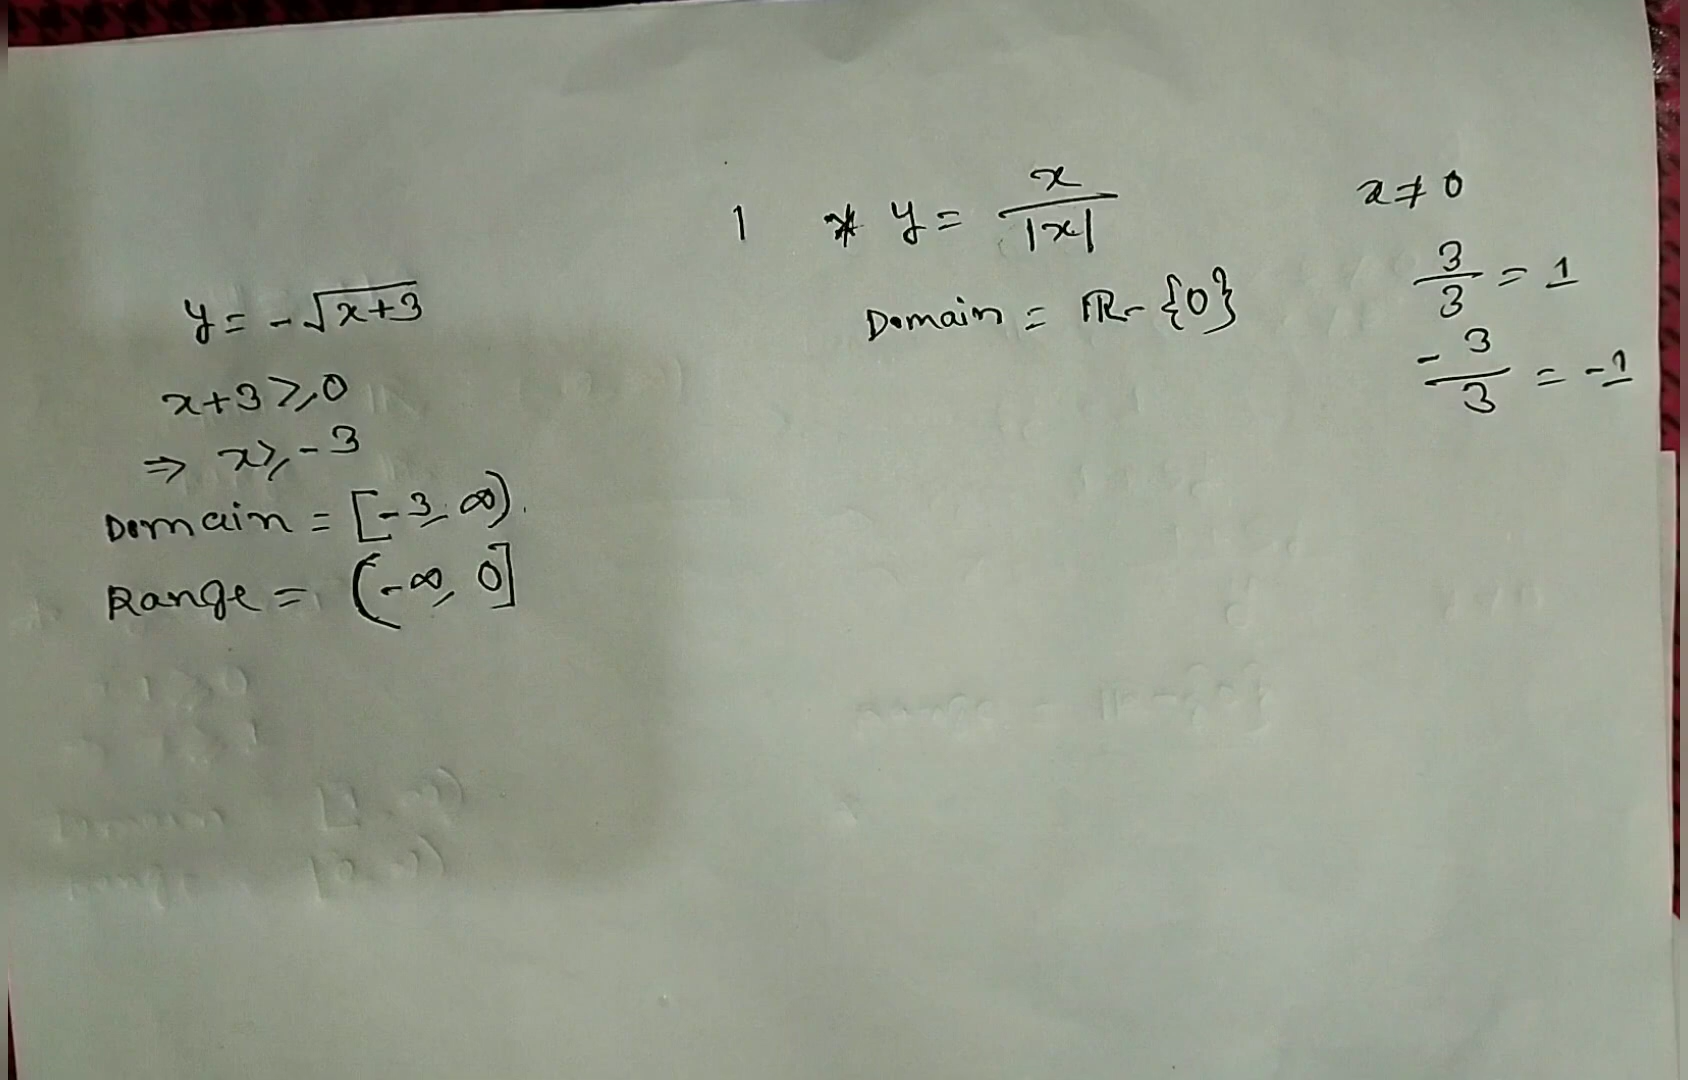 y = -√x+3
x+3 ≥ 0
⇒ x ≥ -3
Domain = [-3, ∞).
Range = (-∞, 0]
1 * y = x/|x|
Domain = ℝ - {0}
x ≠ 0
3/3 = 1
-3/3 = -1